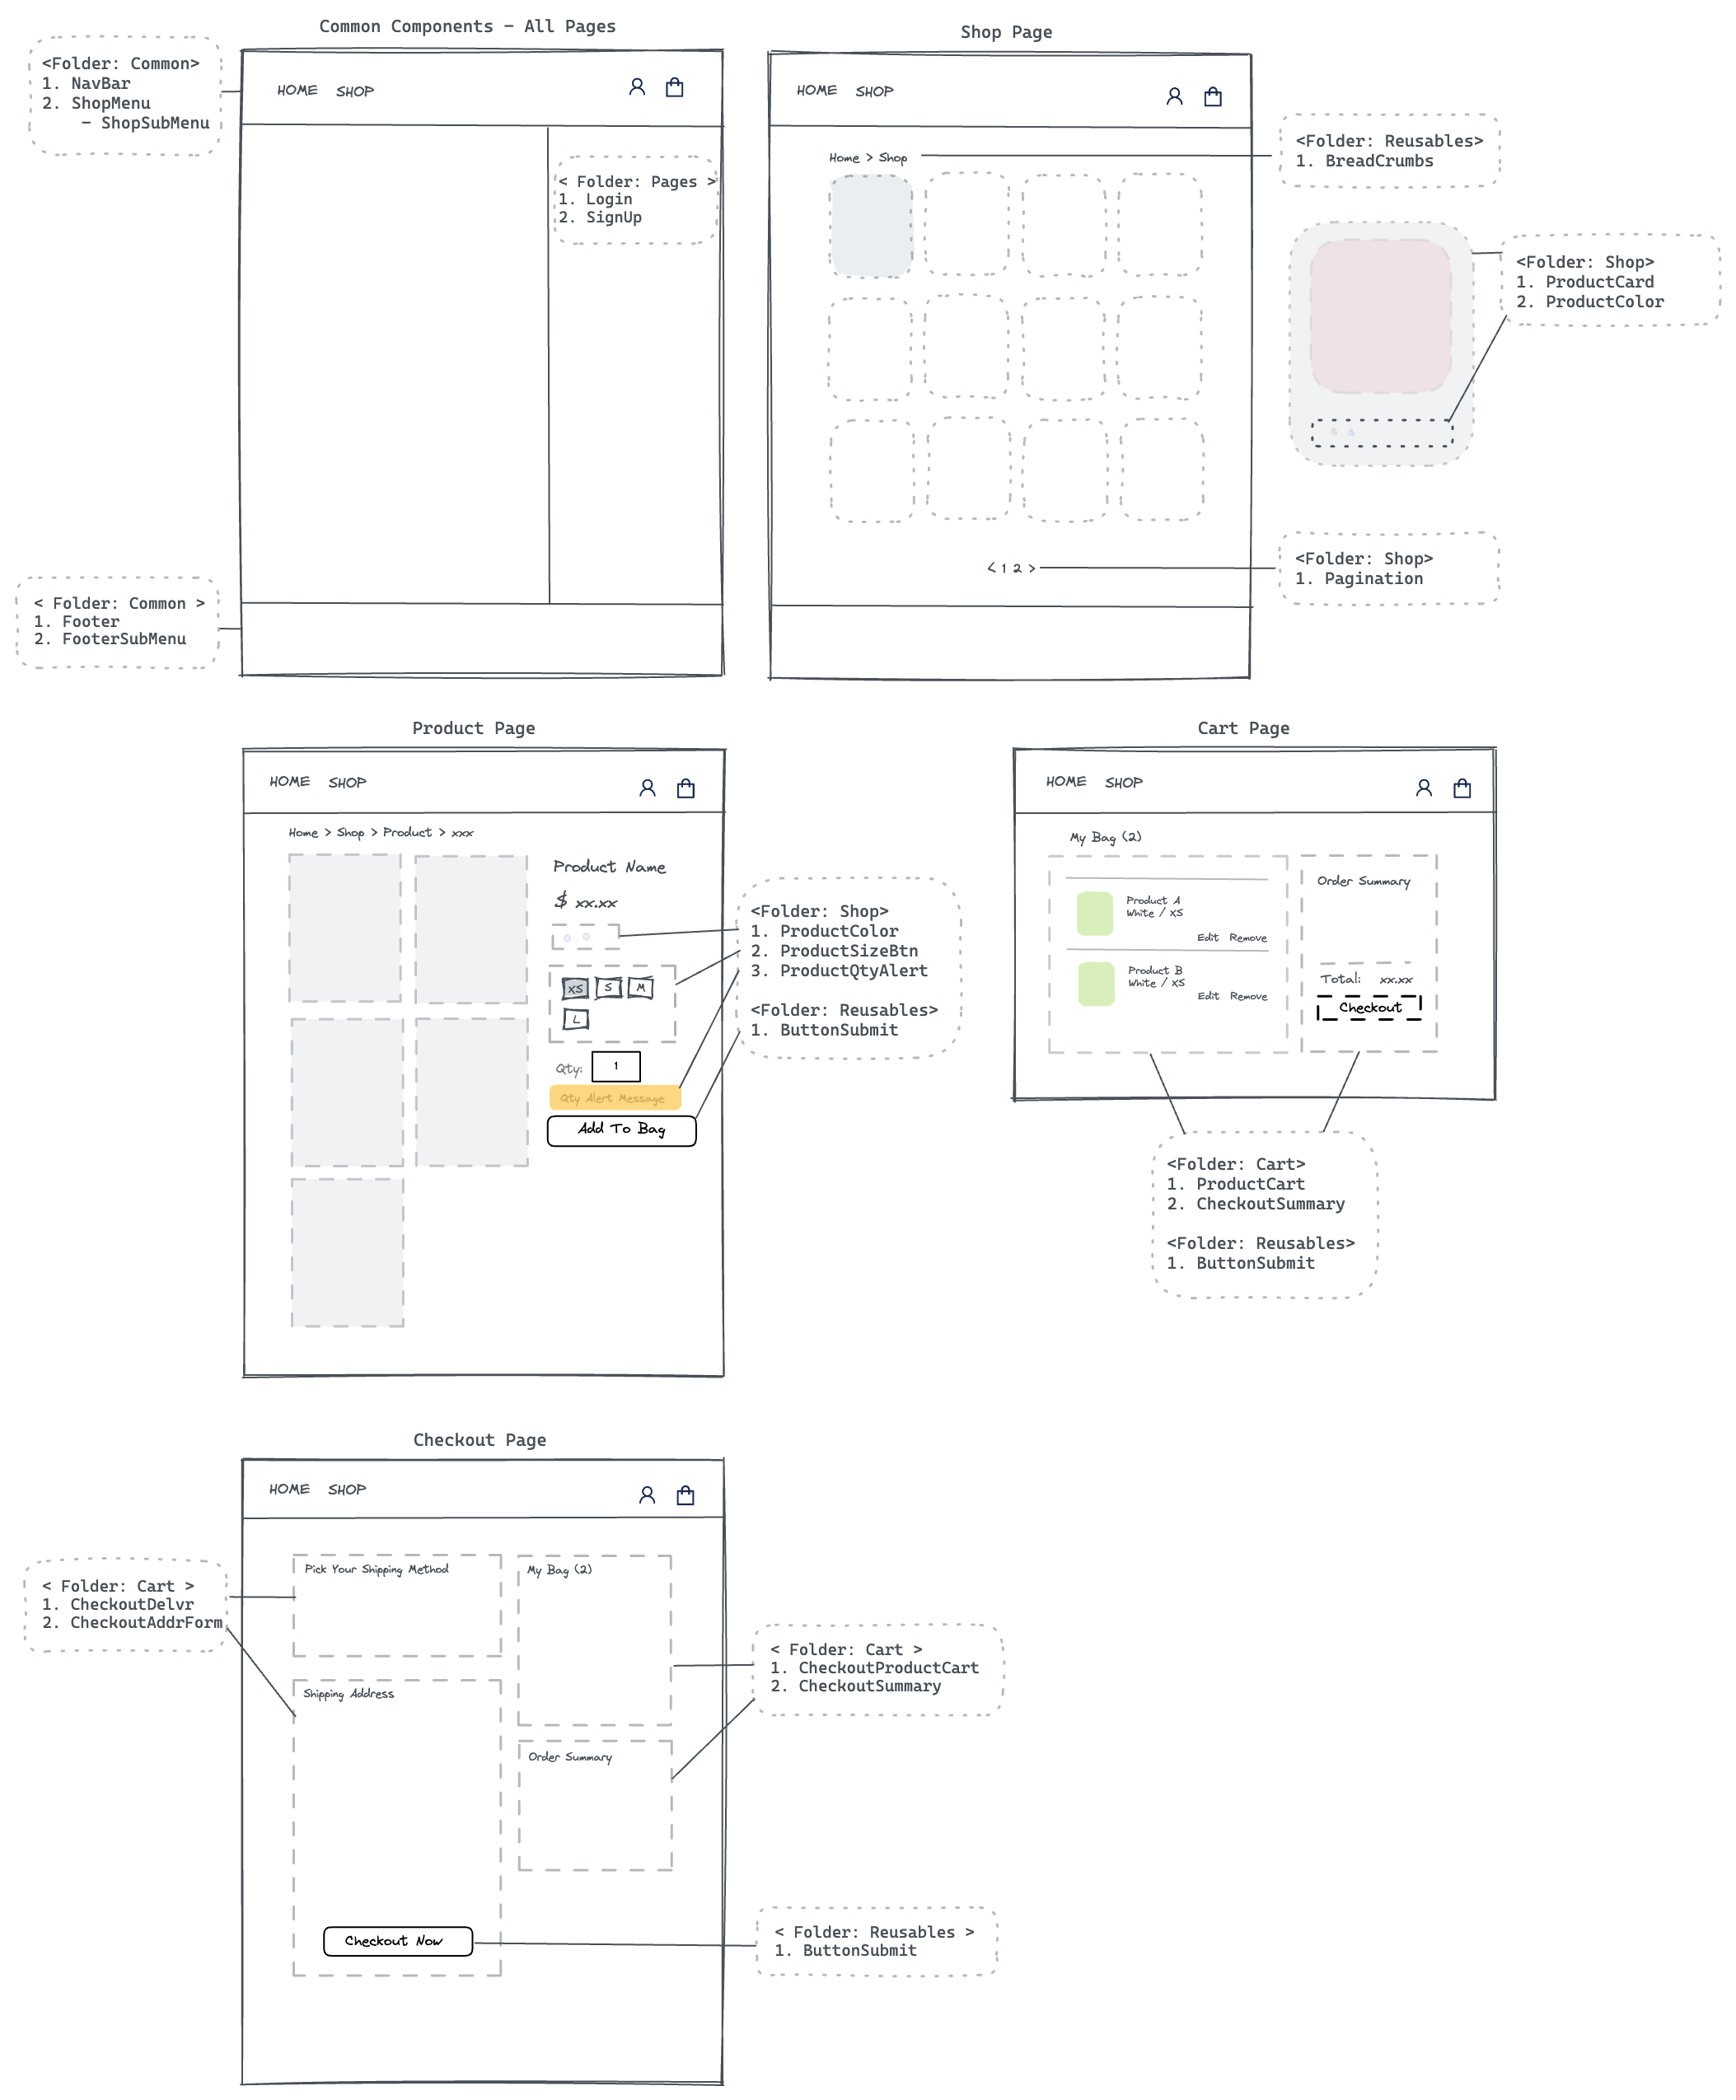 Common Components - All Pages
<Folder: Common>
1. NavBar
2. ShopMenu
- ShopSubMenu
HOME SHOP
< Folder: Pages >
1. Login
2. SignUp
< Folder: Common >
1. Footer
2. FooterSubMenu
Shop Page
HOME SHOP
Home > Shop
<Folder: Reusables>
1. BreadCrumbs
<Folder: Shop>
1. ProductCard
2. ProductColor
< 1 2 >
<Folder: Shop>
1. Pagination
Product Page
HOME SHOP
Home > Shop > Product > xxx
Product Name
$ xx.xx
XS S M
L
Qty: 1
Qty Alert Message
Add To Bag
<Folder: Shop>
1. ProductColor
2. ProductSizeBtn
3. ProductQtyAlert
<Folder: Reusables>
1. ButtonSubmit
Cart Page
HOME SHOP
My Bag (2)
Product A
White / XS
Edit Remove
Product B
White / XS
Edit Remove
Order Summary
Total: xx.xx
Checkout
<Folder: Cart>
1. ProductCart
2. CheckoutSummary
<Folder: Reusables>
1. ButtonSubmit
Checkout Page
HOME SHOP
< Folder: Cart >
1. CheckoutDelvr
2. CheckoutAddrForm
Pick Your Shipping Method
Shipping Address
Checkout Now
My Bag (2)
Order Summary
< Folder: Cart >
1. CheckoutProductCart
2. CheckoutSummary
< Folder: Reusables >
1. ButtonSubmit